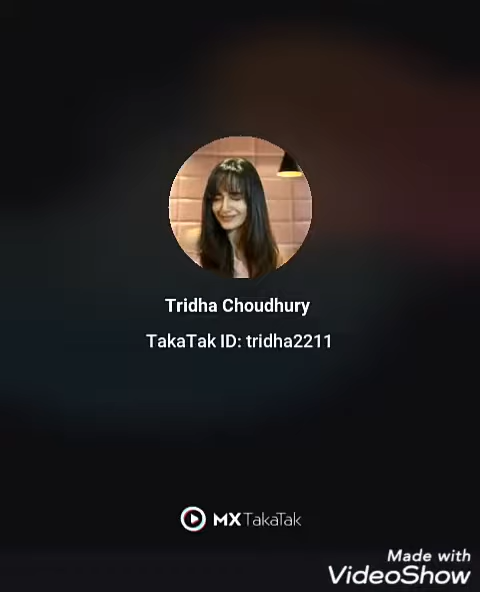 Tridha Choudhury
TakaTak ID: tridha2211
MX TakaTak
Made with
VideoShow